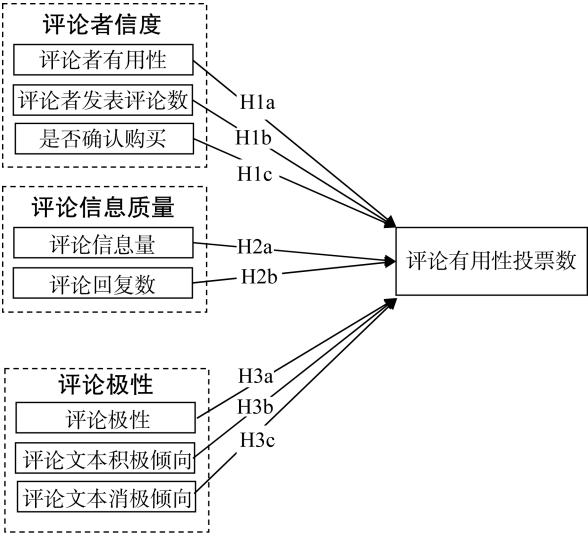 评论者信度
评论者有用性
评论者发表评论数
是否确认购买
H1a
H1b
H1c
评论信息质量
评论信息量
评论回复数
H2a
H2b
评论有用性投票数
评论极性
评论极性
评论文本积极倾向
评论文本消极倾向
H3a
H3b
H3c